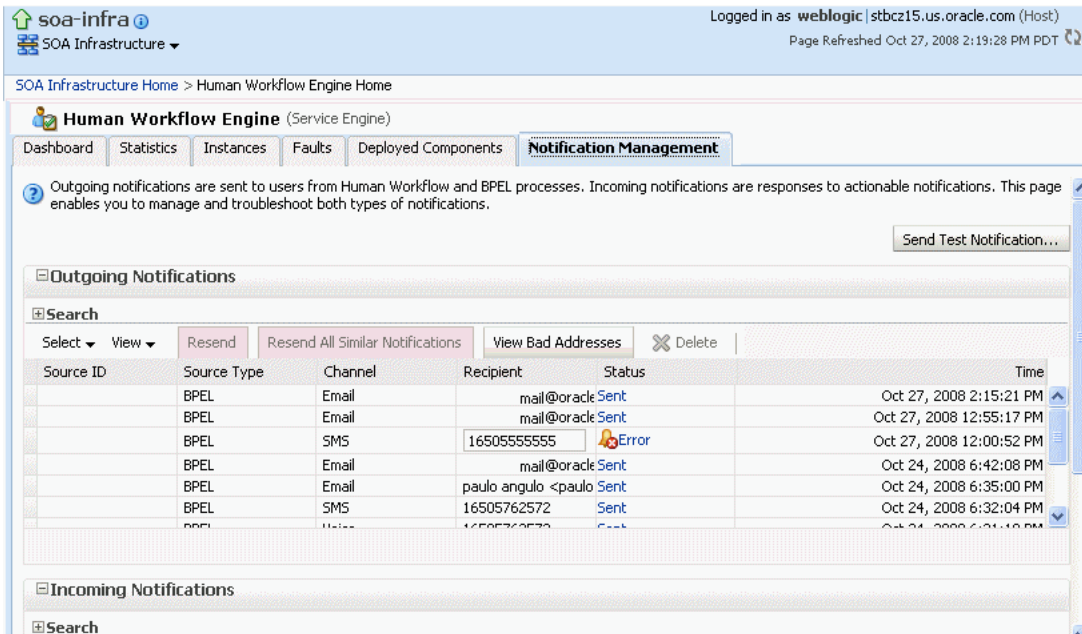 soa-infra
Logged in as weblogic|stbcz15.us.oracle.com (Host)
SOA Infrastructure
Page Refreshed Oct 27, 2008 2:19:28 PM PDT
SOA Infrastructure Home > Human Workflow Engine Home
Human Workflow Engine (Service Engine)
Dashboard Statistics Instances Faults Deployed Components Notification Management
Outgoing notifications are sent to users from Human Workflow and BPEL processes. Incoming notifications are responses to actionable notifications. This page
enables you to manage and troubleshoot both types of notifications.
Send Test Notification...
Outgoing Notifications
Search
Select View Resend Resend All Similar Notifications View Bad Addresses Delete
Source ID Source Type Channel Recipient Status Time
BPEL Email mail@oracle Sent Oct 27, 2008 2:15:21 PM
BPEL Email mail@oracle Sent Oct 27, 2008 12:55:17 PM
BPEL SMS 16505555555 Error Oct 27, 2008 12:00:52 PM
BPEL Email mail@oracle Sent Oct 24, 2008 6:42:08 PM
BPEL Email paulo angulo <paulo Sent Oct 24, 2008 6:35:00 PM
BPEL SMS 16505762572 Sent Oct 24, 2008 6:32:04 PM
BPEL Sent
Incoming Notifications
Search